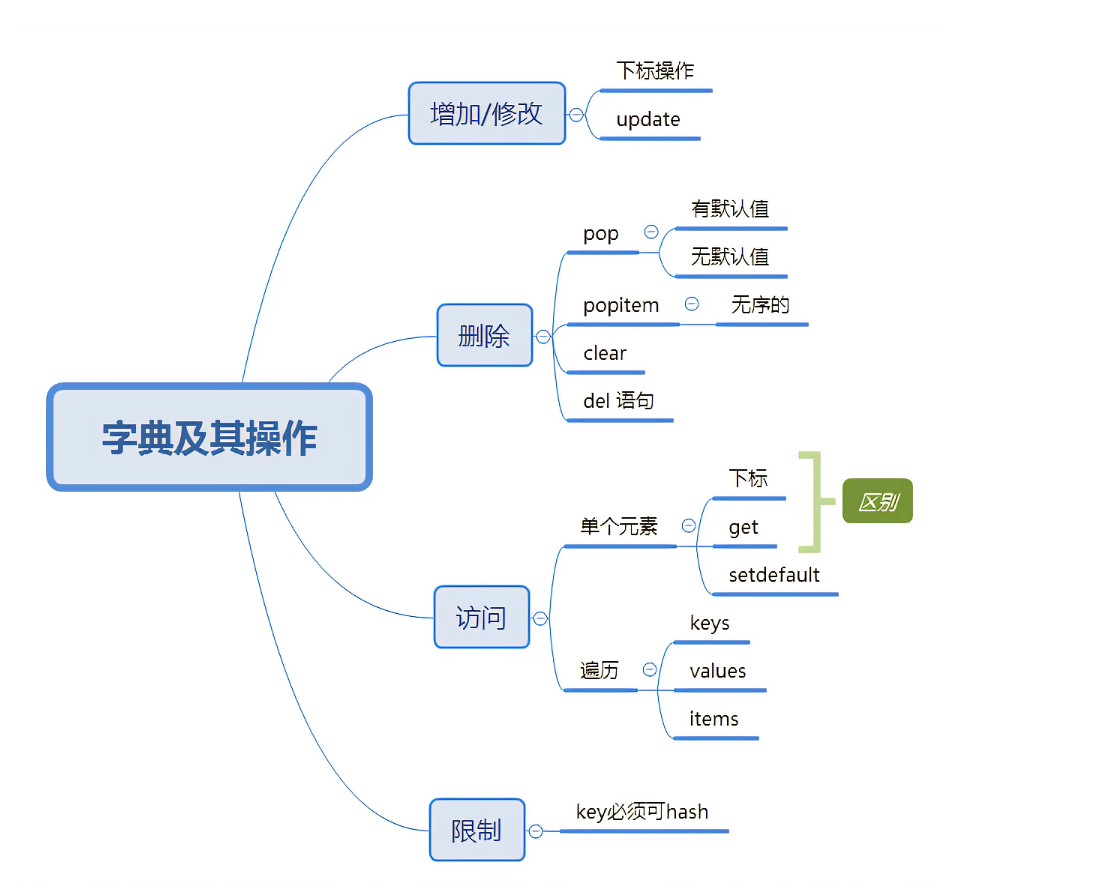 字典及其操作
增加/修改
下标操作
update
删除
pop
有默认值
无默认值
popitem
无序的
clear
del 语句
访问
单个元素
下标
get
setdefault
区别
遍历
keys
values
items
限制
key必须可hash